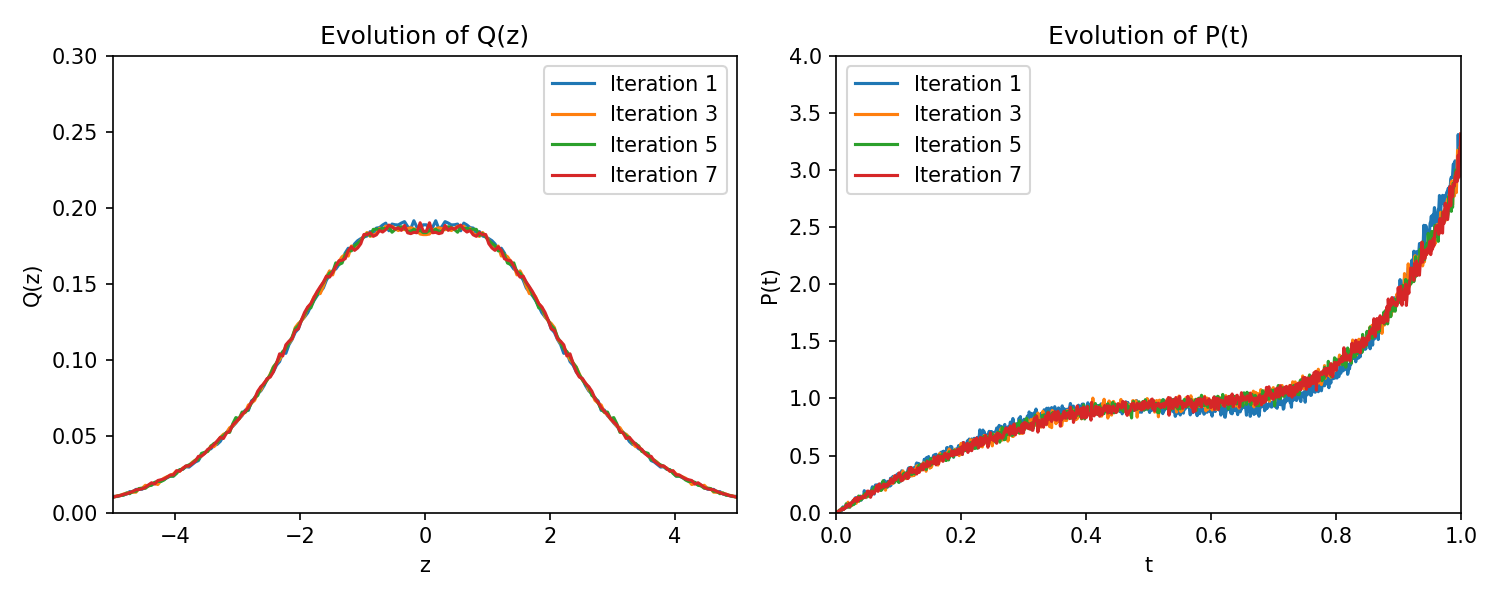 Evolution of Q(z)
Q(z)
0.30
0.25
0.20
0.15
0.10
0.05
0.00
Iteration 1
Iteration 3
Iteration 5
Iteration 7
−4 −2 0 2 4
z
Evolution of P(t)
P(t)
4.0
3.5
3.0
2.5
2.0
1.5
1.0
0.5
0.0
Iteration 1
Iteration 3
Iteration 5
Iteration 7
0.0 0.2 0.4 0.6 0.8 1.0
t